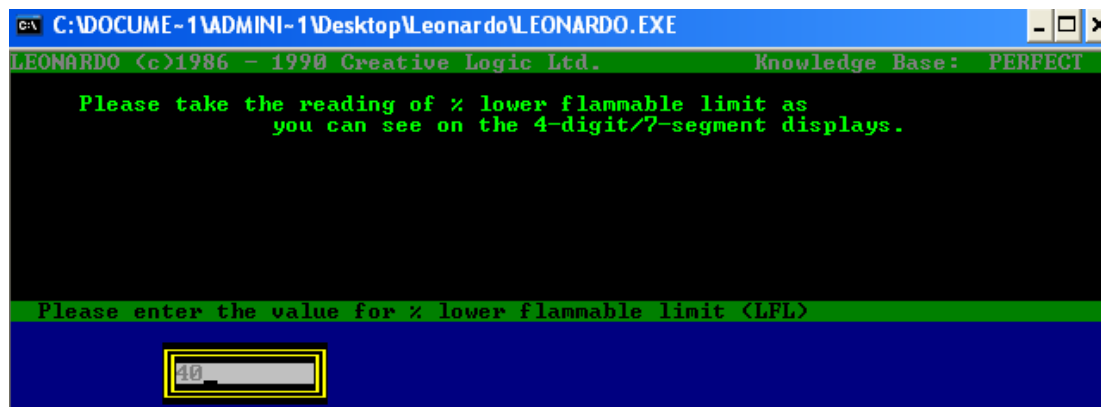 C:\DOCUME~1\ADMINI~1\Desktop\Leonardo\LEONARDO.EXE
LEONARDO (c)1986 - 1990 Creative Logic Ltd. Knowledge Base: PERFECT
Please take the reading of % lower flammable limit as
you can see on the 4-digit/7-segment displays.
Please enter the value for % lower flammable limit (LFL)
40_